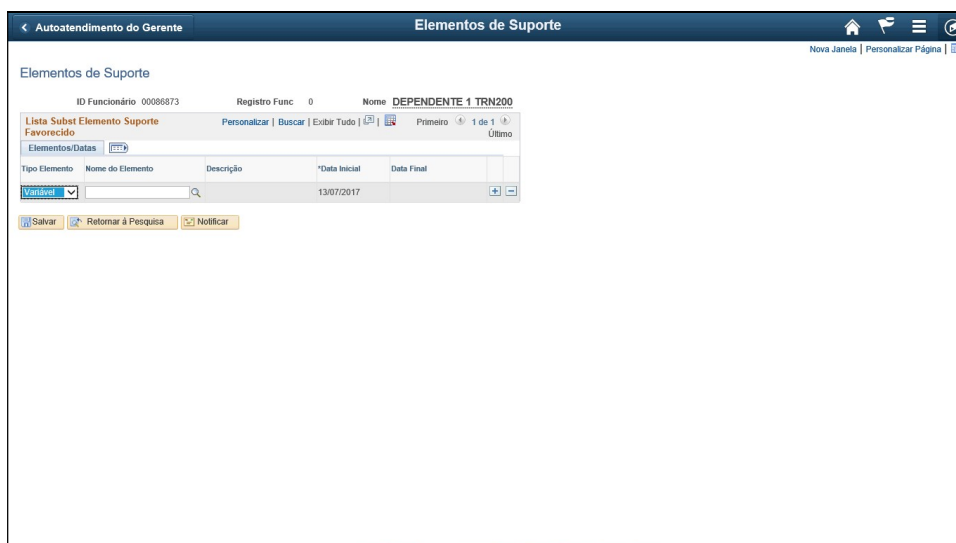 Autoatendimento do Gerente
Elementos de Suporte
Nova Janela | Personalizar Página |
Elementos de Suporte
ID Funcionário 00086873 Registro Func 0 Nome DEPENDENTE 1 TRN200
Lista Subst Elemento Suporte Favorecido Personalizar | Buscar | Exibir Tudo | | Primeiro 1 de 1 Último
Elementos/Datas
Tipo Elemento Nome do Elemento Descrição *Data Inicial Data Final
Variável 13/07/2017
Salvar Retornar à Pesquisa Notificar